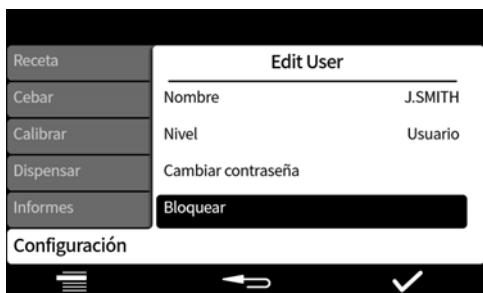 Receta
Cebar
Calibrar
Dispensar
Informes
Configuración
Edit User
Nombre J.SMITH
Nivel Usuario
Cambiar contraseña
Bloquear